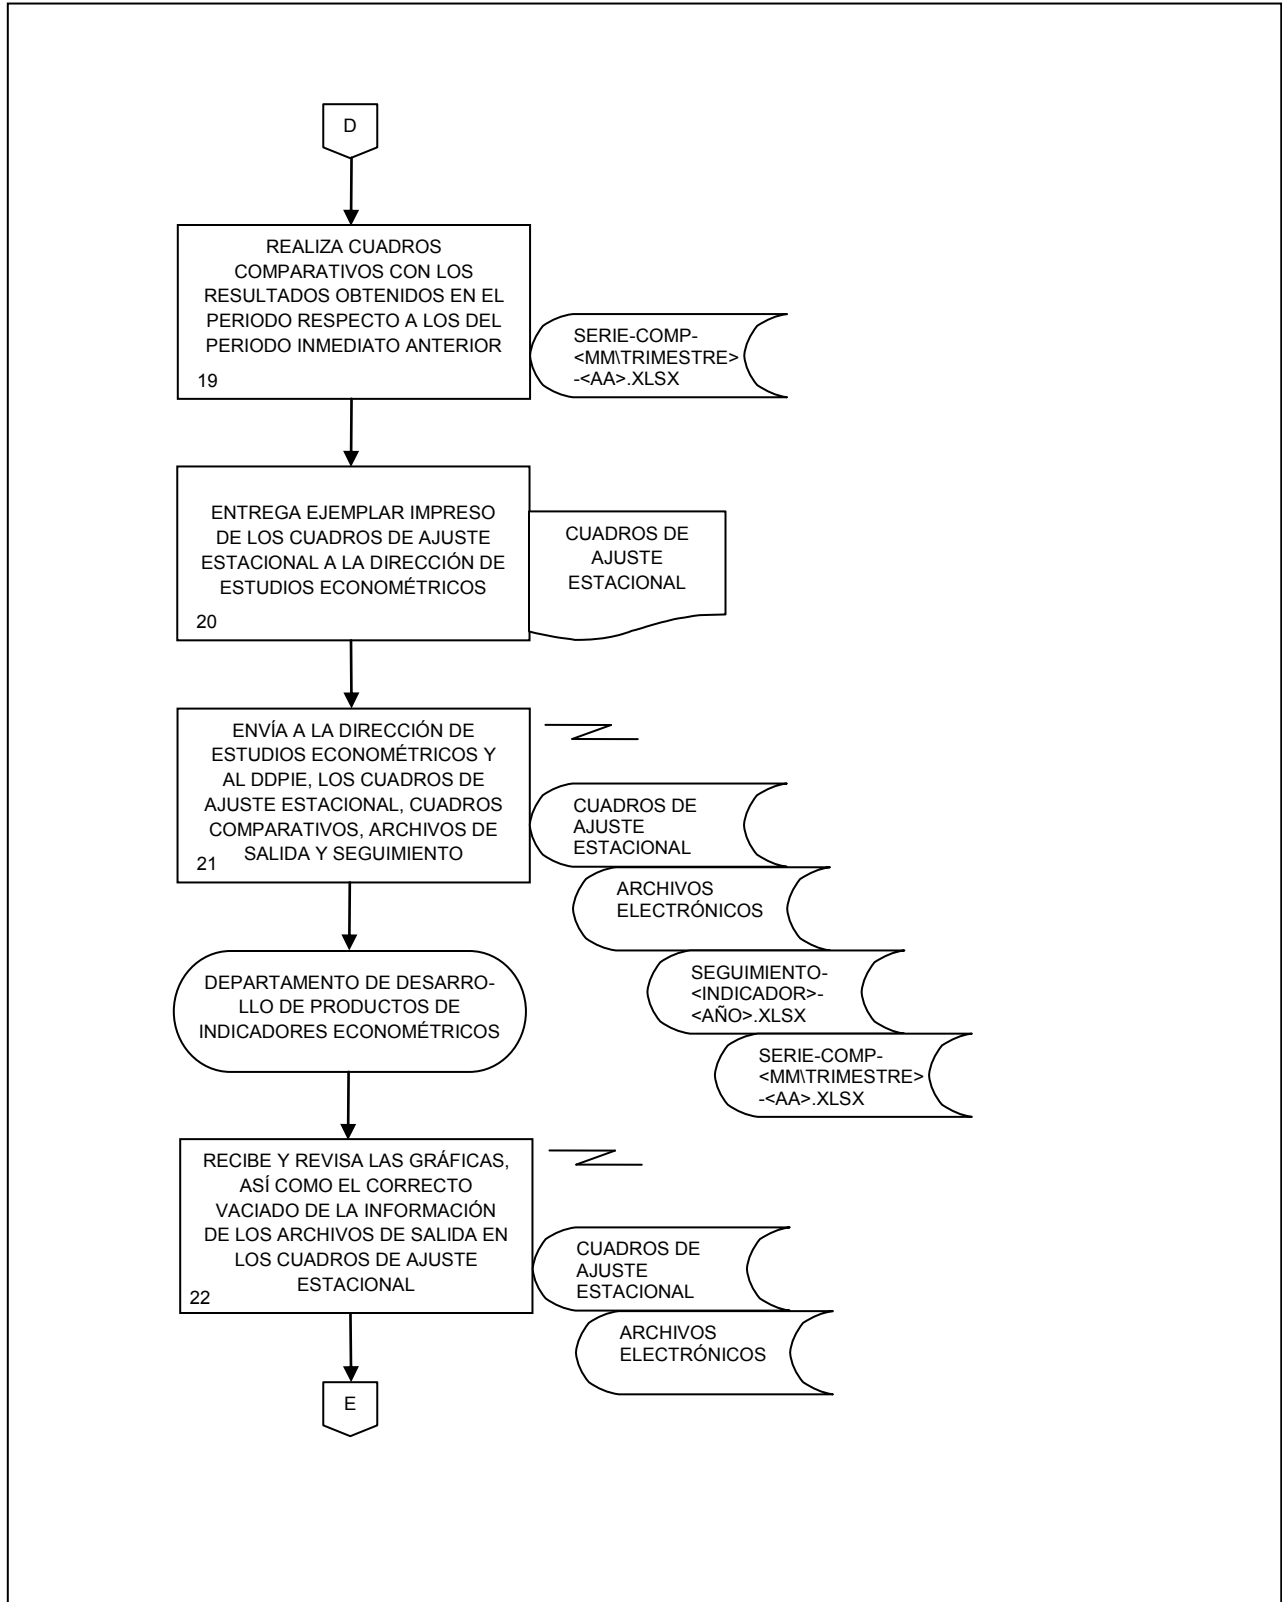 D
REALIZA CUADROS
COMPARATIVOS CON LOS
RESULTADOS OBTENIDOS EN EL
PERIODO RESPECTO A LOS DEL
PERIODO INMEDIATO ANTERIOR
19
SERIE-COMP-
<MM\TRIMESTRE>
-<AA>.XLSX
ENTREGA EJEMPLAR IMPRESO
DE LOS CUADROS DE AJUSTE
ESTACIONAL A LA DIRECCIÓN DE
ESTUDIOS ECONOMÉTRICOS
20
CUADROS DE
AJUSTE
ESTACIONAL
ENVÍA A LA DIRECCIÓN DE
ESTUDIOS ECONOMÉTRICOS Y
AL DDPIE, LOS CUADROS DE
AJUSTE ESTACIONAL, CUADROS
COMPARATIVOS, ARCHIVOS DE
SALIDA Y SEGUIMIENTO
21
CUADROS DE
AJUSTE
ESTACIONAL
ARCHIVOS
ELECTRÓNICOS
SEGUIMIENTO-
<INDICADOR>-
<AÑO>.XLSX
SERIE-COMP-
<MM\TRIMESTRE>
-<AA>.XLSX
DEPARTAMENTO DE DESARRO-
LLO DE PRODUCTOS DE
INDICADORES ECONOMÉTRICOS
RECIBE Y REVISA LAS GRÁFICAS,
ASÍ COMO EL CORRECTO
VACIADO DE LA INFORMACIÓN
DE LOS ARCHIVOS DE SALIDA EN
LOS CUADROS DE AJUSTE
ESTACIONAL
22
CUADROS DE
AJUSTE
ESTACIONAL
ARCHIVOS
ELECTRÓNICOS
E